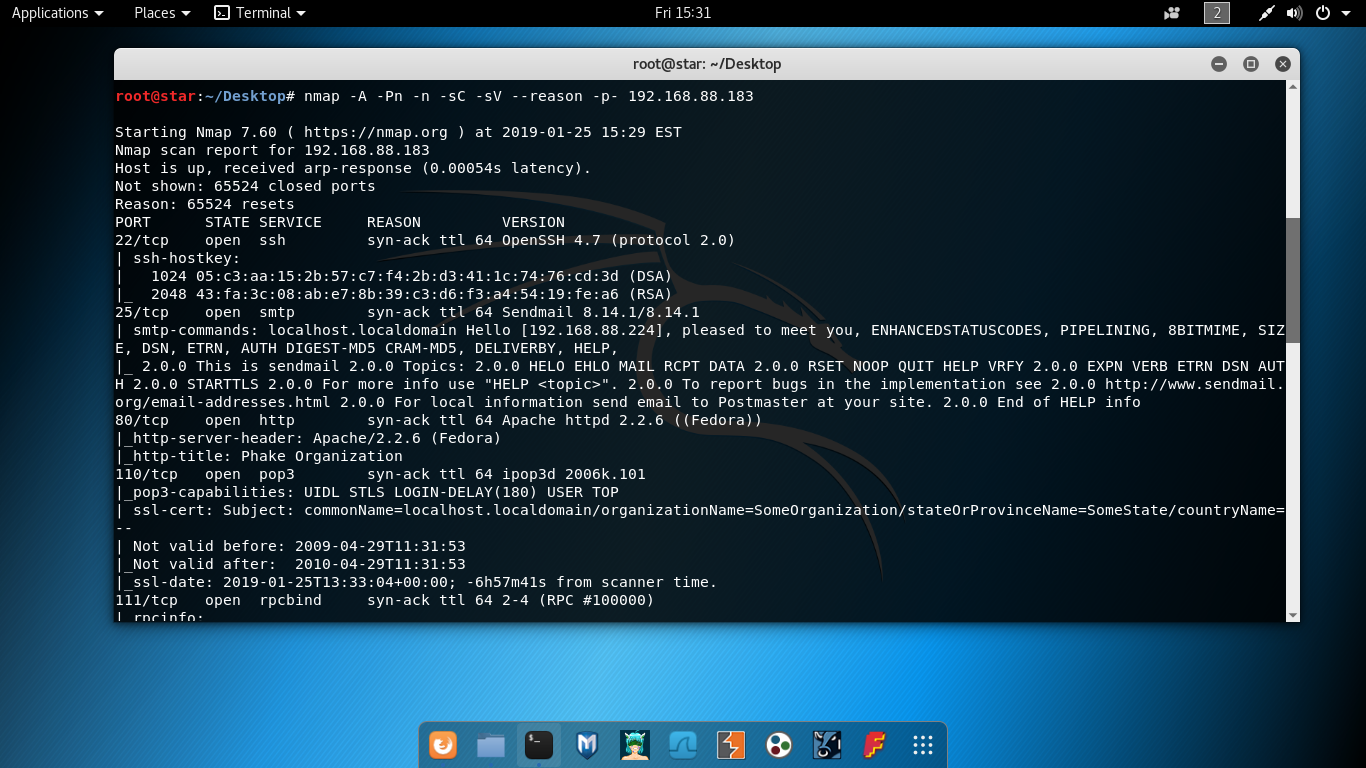 Applications Places Terminal Fri 15:31 2
root@star: ~/Desktop
root@star:~/Desktop# nmap -A -Pn -n -sC -sV --reason -p- 192.168.88.183
Starting Nmap 7.60 ( https://nmap.org ) at 2019-01-25 15:29 EST
Nmap scan report for 192.168.88.183
Host is up, received arp-response (0.00054s latency).
Not shown: 65524 closed ports
Reason: 65524 resets
PORT      STATE SERVICE     REASON         VERSION
22/tcp    open  ssh         syn-ack ttl 64 OpenSSH 4.7 (protocol 2.0)
| ssh-hostkey:
|   1024 05:c3:aa:15:2b:57:c7:f4:2b:d3:41:1c:74:76:cd:3d (DSA)
|_  2048 43:fa:3c:08:ab:e7:8b:39:c3:d6:f3:a4:54:19:fe:a6 (RSA)
25/tcp    open  smtp        syn-ack ttl 64 Sendmail 8.14.1/8.14.1
| smtp-commands: localhost.localdomain Hello [192.168.88.224], pleased to meet you, ENHANCEDSTATUSCODES, PIPELINING, 8BITMIME, SIZ
E, DSN, ETRN, AUTH DIGEST-MD5 CRAM-MD5, DELIVERBY, HELP,
|_ 2.0.0 This is sendmail 2.0.0 Topics: 2.0.0 HELO EHLO MAIL RCPT DATA 2.0.0 RSET NOOP QUIT HELP VRFY 2.0.0 EXPN VERB ETRN DSN AUT
H 2.0.0 STARTTLS 2.0.0 For more info use "HELP <topic>". 2.0.0 To report bugs in the implementation see 2.0.0 http://www.sendmail.
org/email-addresses.html 2.0.0 For local information send email to Postmaster at your site. 2.0.0 End of HELP info
80/tcp    open  http        syn-ack ttl 64 Apache httpd 2.2.6 ((Fedora))
|_http-server-header: Apache/2.2.6 (Fedora)
|_http-title: Phake Organization
110/tcp   open  pop3        syn-ack ttl 64 ipop3d 2006k.101
|_pop3-capabilities: UIDL STLS LOGIN-DELAY(180) USER TOP
| ssl-cert: Subject: commonName=localhost.localdomain/organizationName=SomeOrganization/stateOrProvinceName=SomeState/countryName=
--
| Not valid before: 2009-04-29T11:31:53
|_Not valid after:  2010-04-29T11:31:53
|_ssl-date: 2019-01-25T13:33:04+00:00; -6h57m41s from scanner time.
111/tcp   open  rpcbind     syn-ack ttl 64 2-4 (RPC #100000)
| rpcinfo: